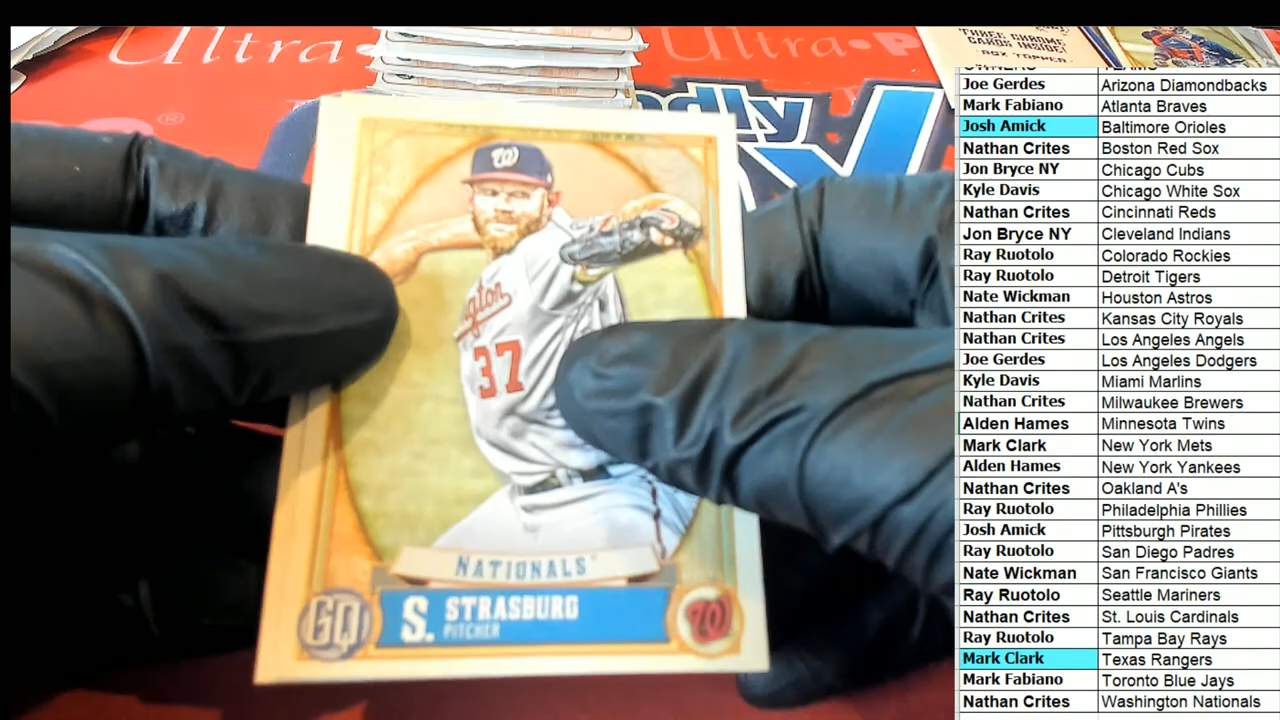 Ultra
Ultra•P
®
THREE CHROME
CARDS INSIDE!
BOX TOPPER
W
37
NATIONALS
GQ
S. STRASBURG
PITCHER
W
Joe Gerdes Arizona Diamondbacks
Mark Fabiano Atlanta Braves
Josh Amick Baltimore Orioles
Nathan Crites Boston Red Sox
Jon Bryce NY Chicago Cubs
Kyle Davis Chicago White Sox
Nathan Crites Cincinnati Reds
Jon Bryce NY Cleveland Indians
Ray Ruotolo Colorado Rockies
Ray Ruotolo Detroit Tigers
Nate Wickman Houston Astros
Nathan Crites Kansas City Royals
Nathan Crites Los Angeles Angels
Joe Gerdes Los Angeles Dodgers
Kyle Davis Miami Marlins
Nathan Crites Milwaukee Brewers
Alden Hames Minnesota Twins
Mark Clark New York Mets
Alden Hames New York Yankees
Nathan Crites Oakland A's
Ray Ruotolo Philadelphia Phillies
Josh Amick Pittsburgh Pirates
Ray Ruotolo San Diego Padres
Nate Wickman San Francisco Giants
Ray Ruotolo Seattle Mariners
Nathan Crites St. Louis Cardinals
Ray Ruotolo Tampa Bay Rays
Mark Clark Texas Rangers
Mark Fabiano Toronto Blue Jays
Nathan Crites Washington Nationals